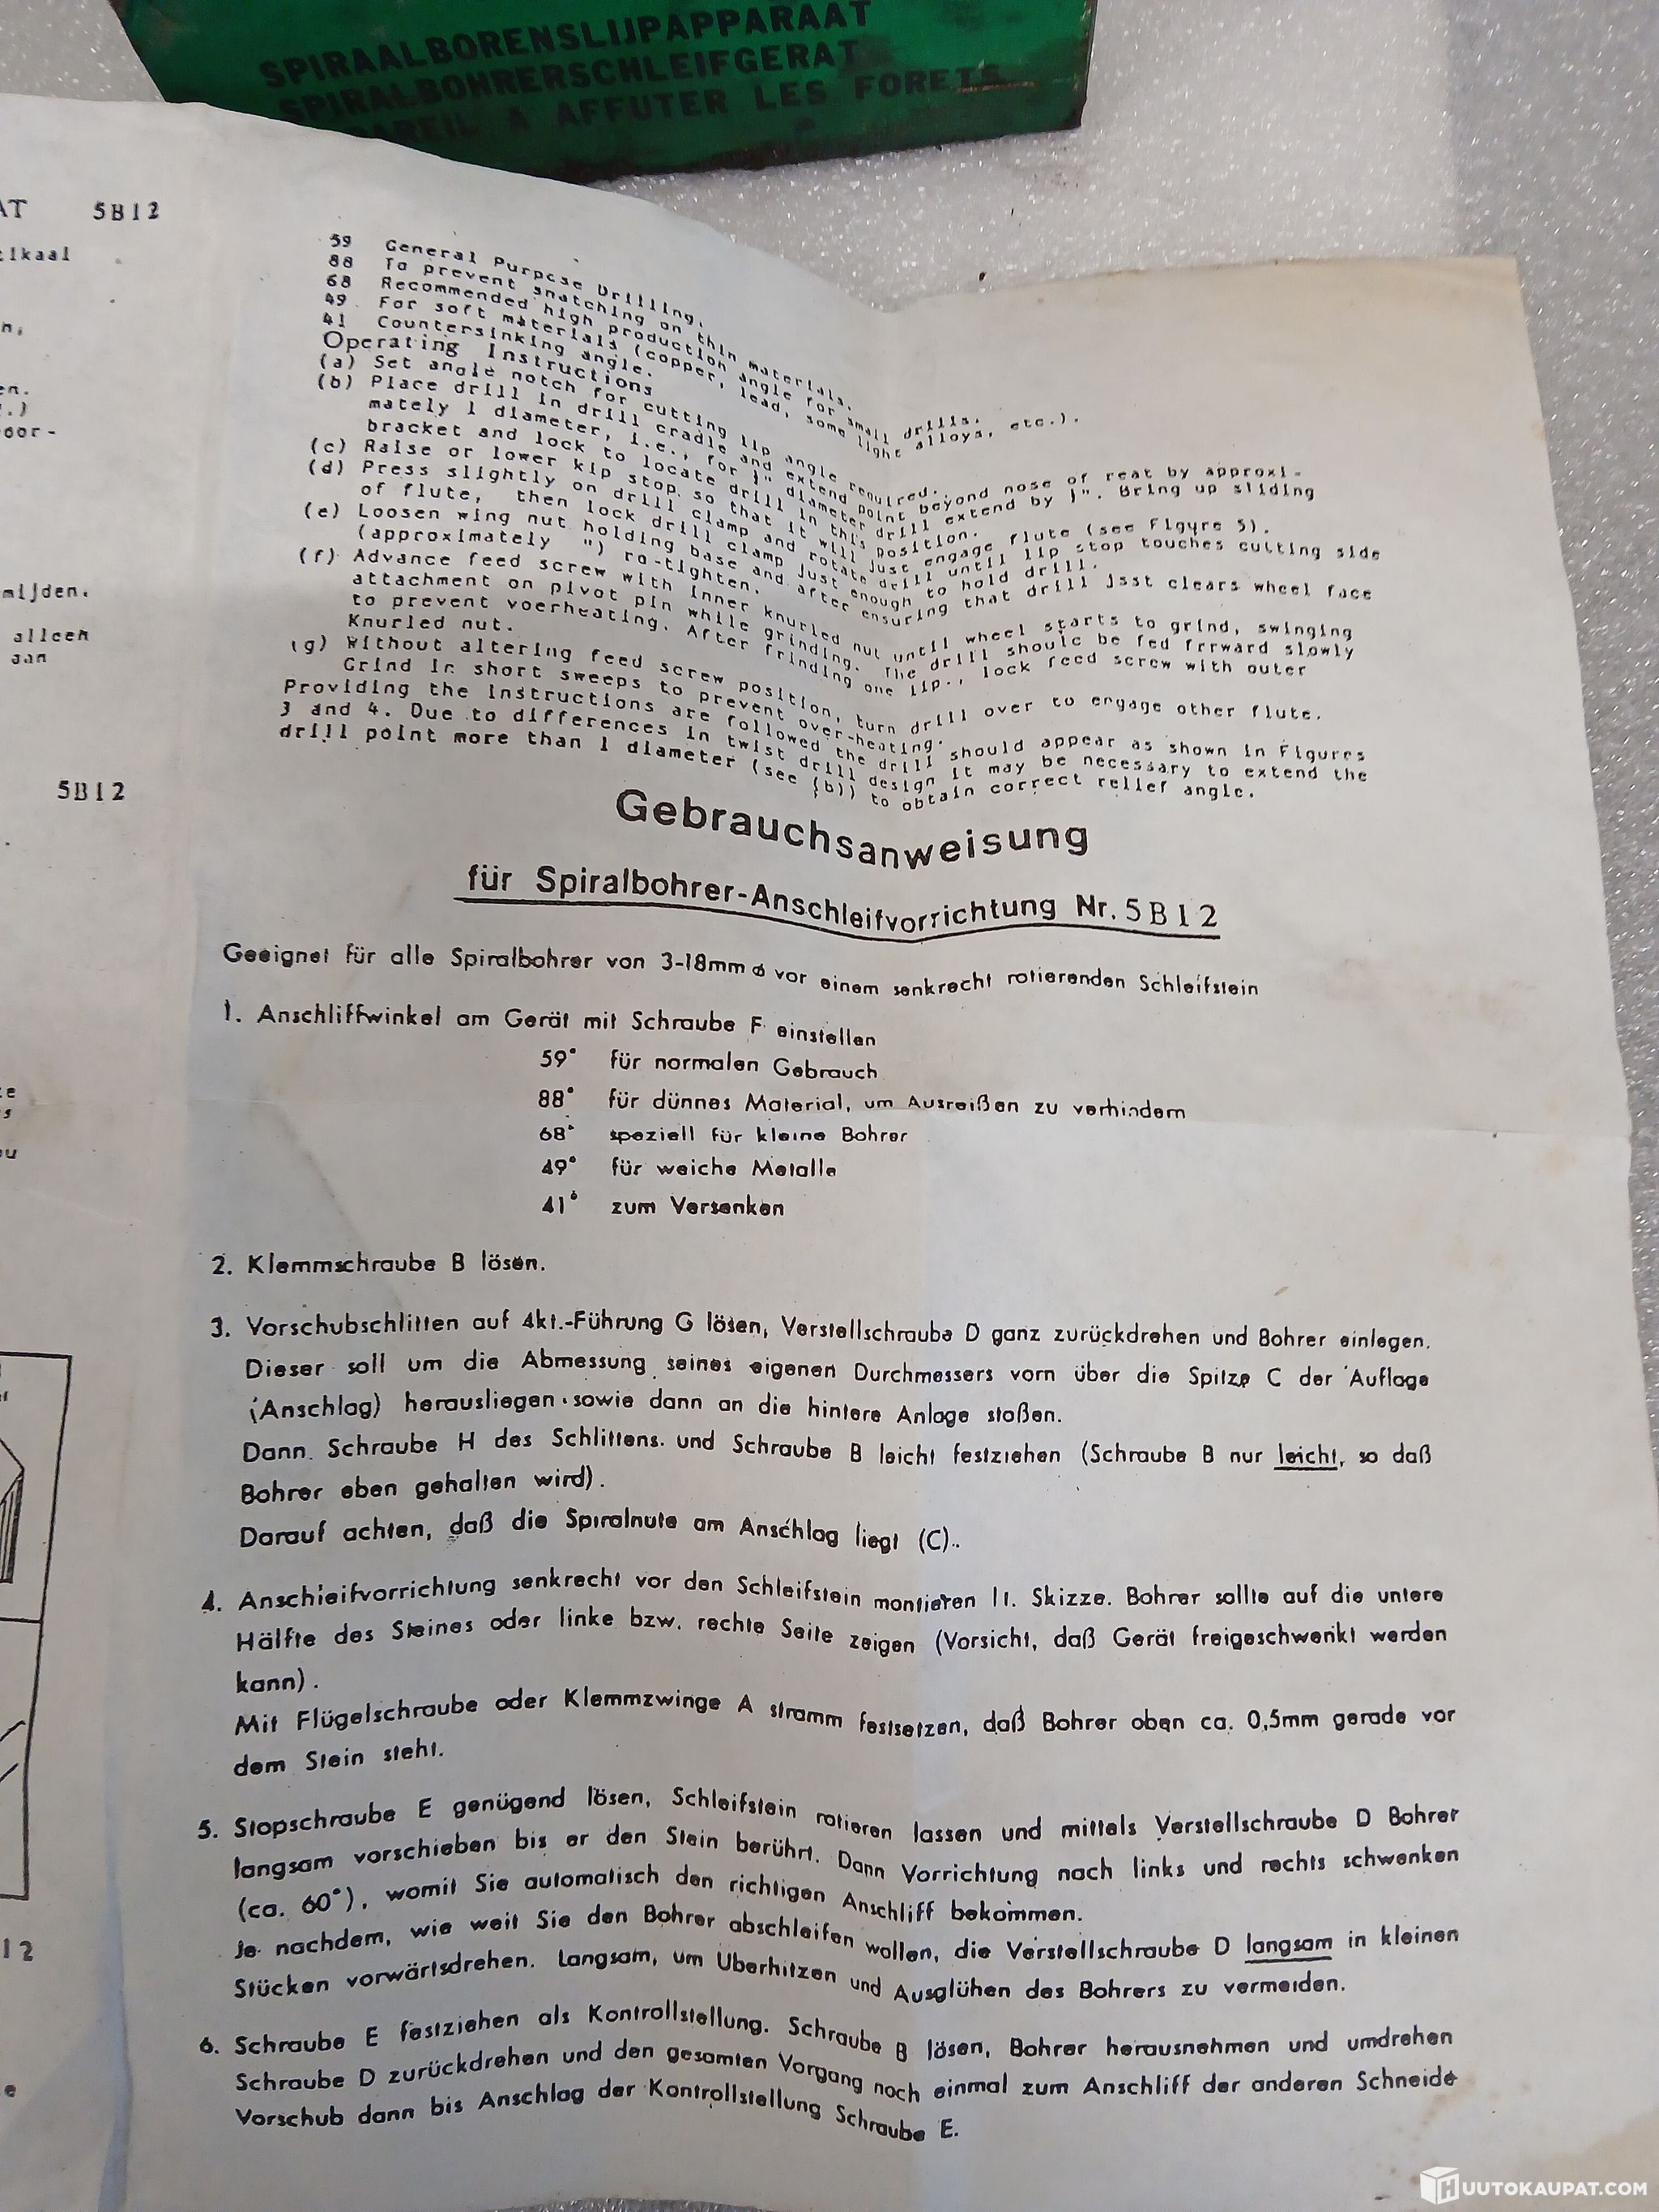 SPIRAALBORENSLIJPAPPARAAT
SPIRALBOHRERSCHLEIFGERAT
A AFFUTER LES FORETS
5B12
5B12
mijden.
alleen
aan
59 General Purpcse Drilling.
88 To prevent snatching on thin materials.
68 Recommended high production angle for small drills.
49 For soft materials (copper, lead, some light alloys, etc.).
41 Countersinking angle.
Operating Instructions
(a) Set angle notch for cutting lip angle required.
(b) Place drill in drill cradle and extend point beyond nose of reat by approxi-
mately 1 diameter, i.e., for 1" diameter drill extend by 1". Bring up sliding
bracket and lock to locate drill in this position.
(c) Raise or lower kip stop so that it will just engage flute (see Figyre 5).
(d) Press slightly on drill clamp and rotate drill until lip stop touches cutting side
of flute, then lock drill clamp just enough to hold drill.
(e) Loosen wing nut holding base and after ensuring that drill jsst clears wheel face
(approximately ") ro-tighten.
(f) Advance feed screw with inner knurled nut until wheel starts to grind, swinging
attachment on pivot pin while grinding. The drill shoulc be fed frrward slowly
to prevent voerheating. After frinding one lip., lock feed screw with outer
Knurled nut.
(g) Without altering feed screw position, turn drill over to engage other flute.
Grind in short sweeps to prevent over-heating.
Providing the instructions are followed the drill should appear as shown in Figures
3 and 4. Due to differences in twist drill design it may be necessary to extend the
drill point more than 1 diameter (see (b)) to obtain correct relief angle.
Gebrauchsanweisung
für Spiralbohrer-Anschleifvorrichtung Nr. 5B12
Geeignet für alle Spiralbohrer von 3-18mm ø vor einem senkrecht rotierenden Schleifstein
1. Anschliffwinkel am Gerät mit Schraube F einstellen
59° für normalen Gebrauch
88° für dünnes Material, um Ausreißen zu verhindern
68° speziell für kleine Bohrer
49° für weiche Metalle
41° zum Versenken
2. Klemmschraube B lösen.
3. Vorschubschlitten auf 4kt.-Führung G lösen, Verstellschraube D ganz zurückdrehen und Bohrer einlegen.
Dieser soll um die Abmessung seines eigenen Durchmessers vorn über die Spitze C der Auflage
(Anschlag) herausliegen sowie dann an die hintere Anlage stoßen.
Dann Schraube H des Schlittens und Schraube B leicht festziehen (Schraube B nur leicht, so daß
Bohrer eben gehalten wird).
Darauf achten, daß die Spiralnute am Anschlag liegt (C).
4. Anschleifvorrichtung senkrecht vor den Schleifstein montieren lt. Skizze. Bohrer sollte auf die untere
Hälfte des Steines oder linke bzw. rechte Seite zeigen (Vorsicht, daß Gerät freigeschwenkt werden
kann).
Mit Flügelschraube oder Klemmzwinge A stramm festsetzen, daß Bohrer oben ca. 0,5mm gerade vor
dem Stein steht.
5. Stopschraube E genügend lösen, Schleifstein rotieren lassen und mittels Verstellschraube D Bohrer
langsam vorschieben bis er den Stein berührt. Dann Vorrichtung nach links und rechts schwenken
(ca. 60°), womit Sie automatisch den richtigen Anschliff bekommen.
Je nachdem, wie weit Sie den Bohrer abschleifen wollen, die Verstellschraube D langsam in kleinen
Stücken vorwärtsdrehen. Langsam, um Überhitzen und Ausglühen des Bohrers zu vermeiden.
6. Schraube E festziehen als Kontrollstellung. Schraube B lösen, Bohrer herausnehmen und umdrehen
Schraube D zurückdrehen und den gesamten Vorgang noch einmal zum Anschliff der anderen Schneide
Vorschub dann bis Anschlag der Kontrollstellung Schraube E.
HUUTOKAUPAT.COM